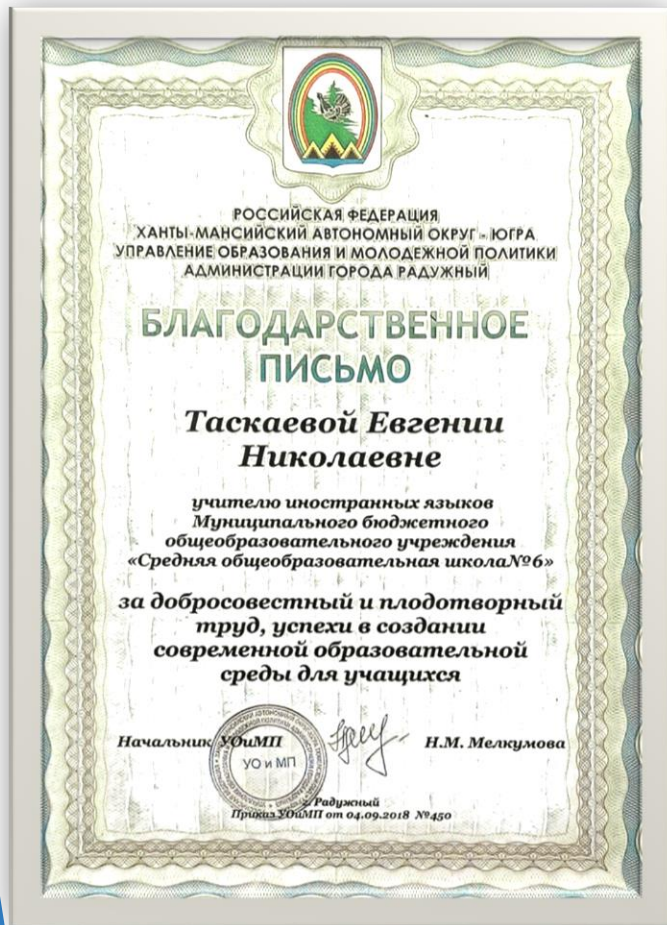 РОССИЙСКАЯ ФЕДЕРАЦИЯ
ХАНТЫ-МАНСИЙСКИЙ АВТОНОМНЫЙ ОКРУГ - ЮГРА
УПРАВЛЕНИЕ ОБРАЗОВАНИЯ И МОЛОДЕЖНОЙ ПОЛИТИКИ
АДМИНИСТРАЦИИ ГОРОДА РАДУЖНЫЙ
БЛАГОДАРСТВЕННОЕ
ПИСЬМО
Таскаевой Евгении
Николаевне
учителю иностранных языков
Муниципального бюджетного
общеобразовательного учреждения
«Средняя общеобразовательная школа№6»
за добросовестный и плодотворный
труд, успехи в создании
современной образовательной
среды для учащихся
Начальник УОиМП Н.М. Мелкумова
УО и МП
г. Радужный
Приказ УОиМП от 04.09.2018 №450